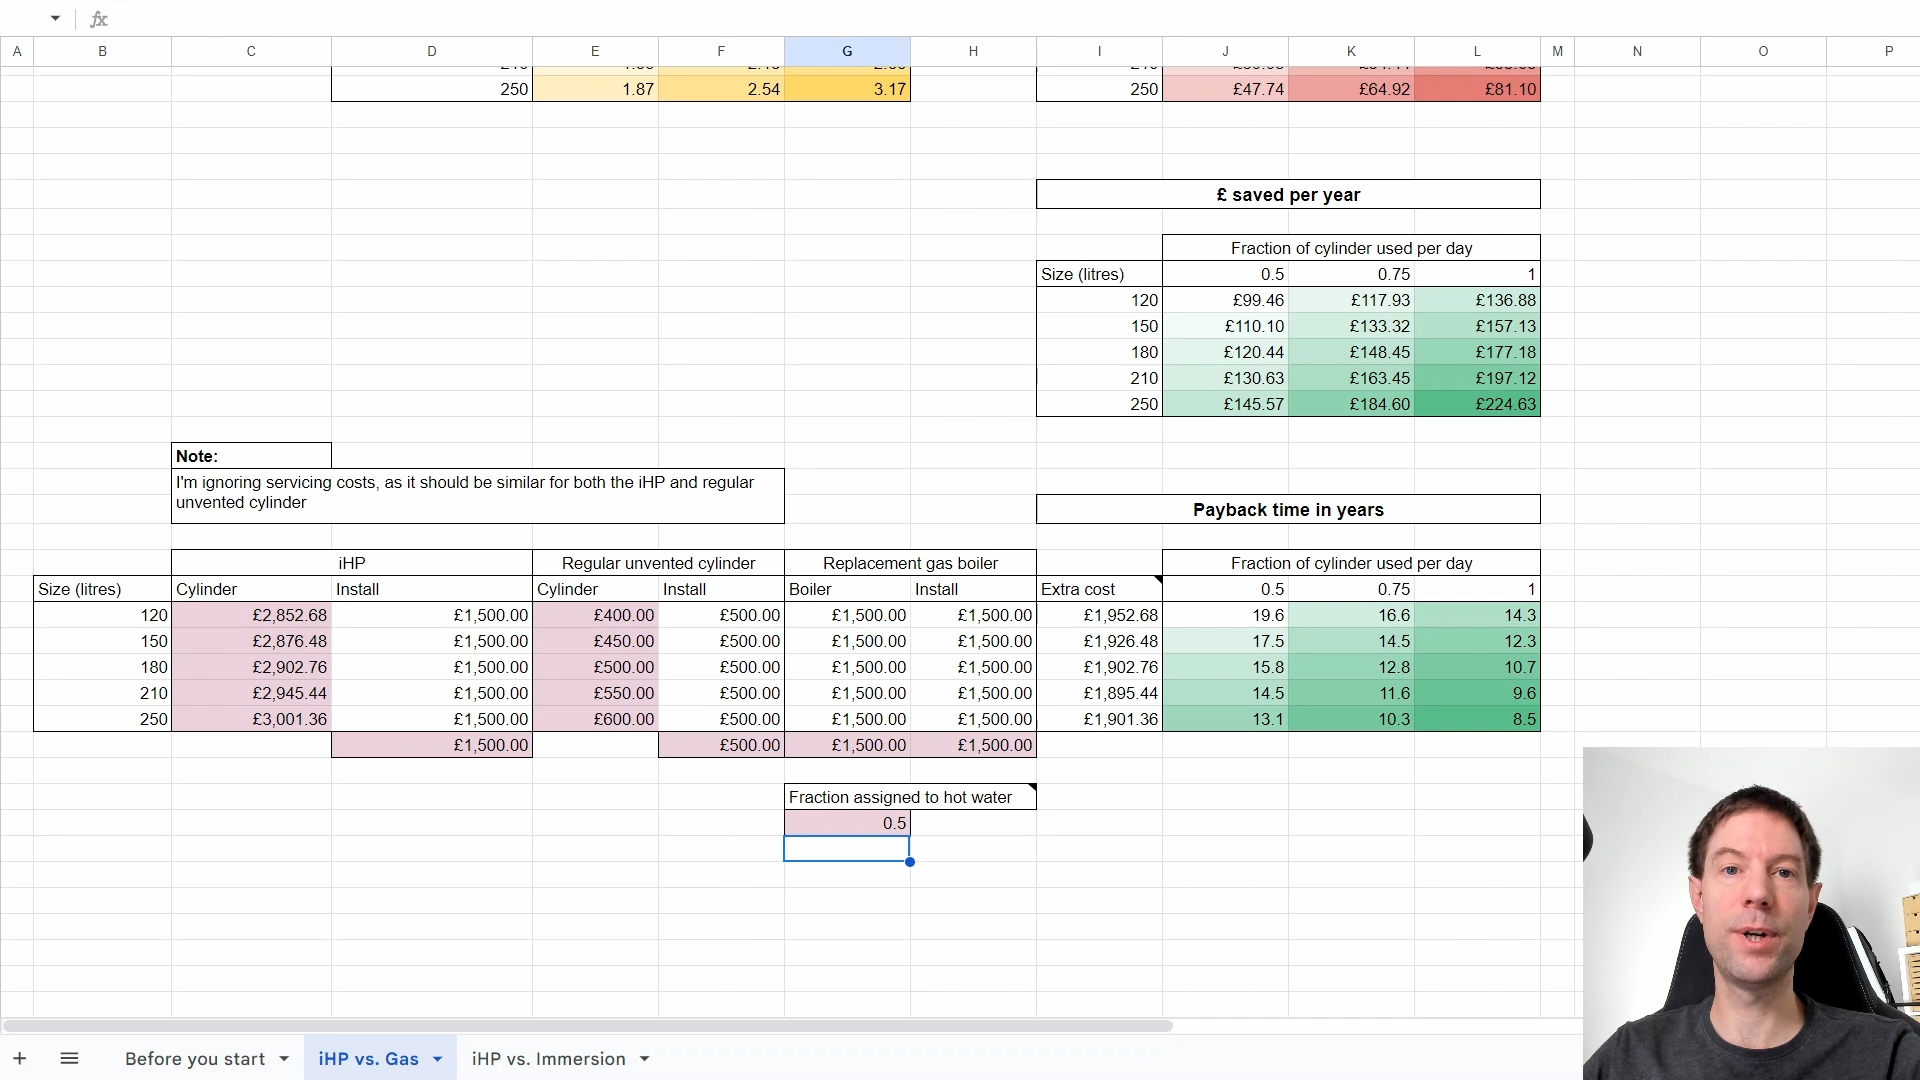 fx
A B C D E F G H I J K L M N O P
250 1.87 2.54 3.17 250 £47.74 £64.92 £81.10
£ saved per year
Fraction of cylinder used per day
Size (litres) 0.5 0.75 1
120 £99.46 £117.93 £136.88
150 £110.10 £133.32 £157.13
180 £120.44 £148.45 £177.18
210 £130.63 £163.45 £197.12
250 £145.57 £184.60 £224.63
Note:
I'm ignoring servicing costs, as it should be similar for both the iHP and regular
unvented cylinder
Payback time in years
iHP Regular unvented cylinder Replacement gas boiler Fraction of cylinder used per day
Size (litres) Cylinder Install Cylinder Install Boiler Install Extra cost 0.5 0.75 1
120 £2,852.68 £1,500.00 £400.00 £500.00 £1,500.00 £1,500.00 £1,952.68 19.6 16.6 14.3
150 £2,876.48 £1,500.00 £450.00 £500.00 £1,500.00 £1,500.00 £1,926.48 17.5 14.5 12.3
180 £2,902.76 £1,500.00 £500.00 £500.00 £1,500.00 £1,500.00 £1,902.76 15.8 12.8 10.7
210 £2,945.44 £1,500.00 £550.00 £500.00 £1,500.00 £1,500.00 £1,895.44 14.5 11.6 9.6
250 £3,001.36 £1,500.00 £600.00 £500.00 £1,500.00 £1,500.00 £1,901.36 13.1 10.3 8.5
£1,500.00 £500.00 £1,500.00 £1,500.00
Fraction assigned to hot water
0.5
Before you start iHP vs. Gas iHP vs. Immersion